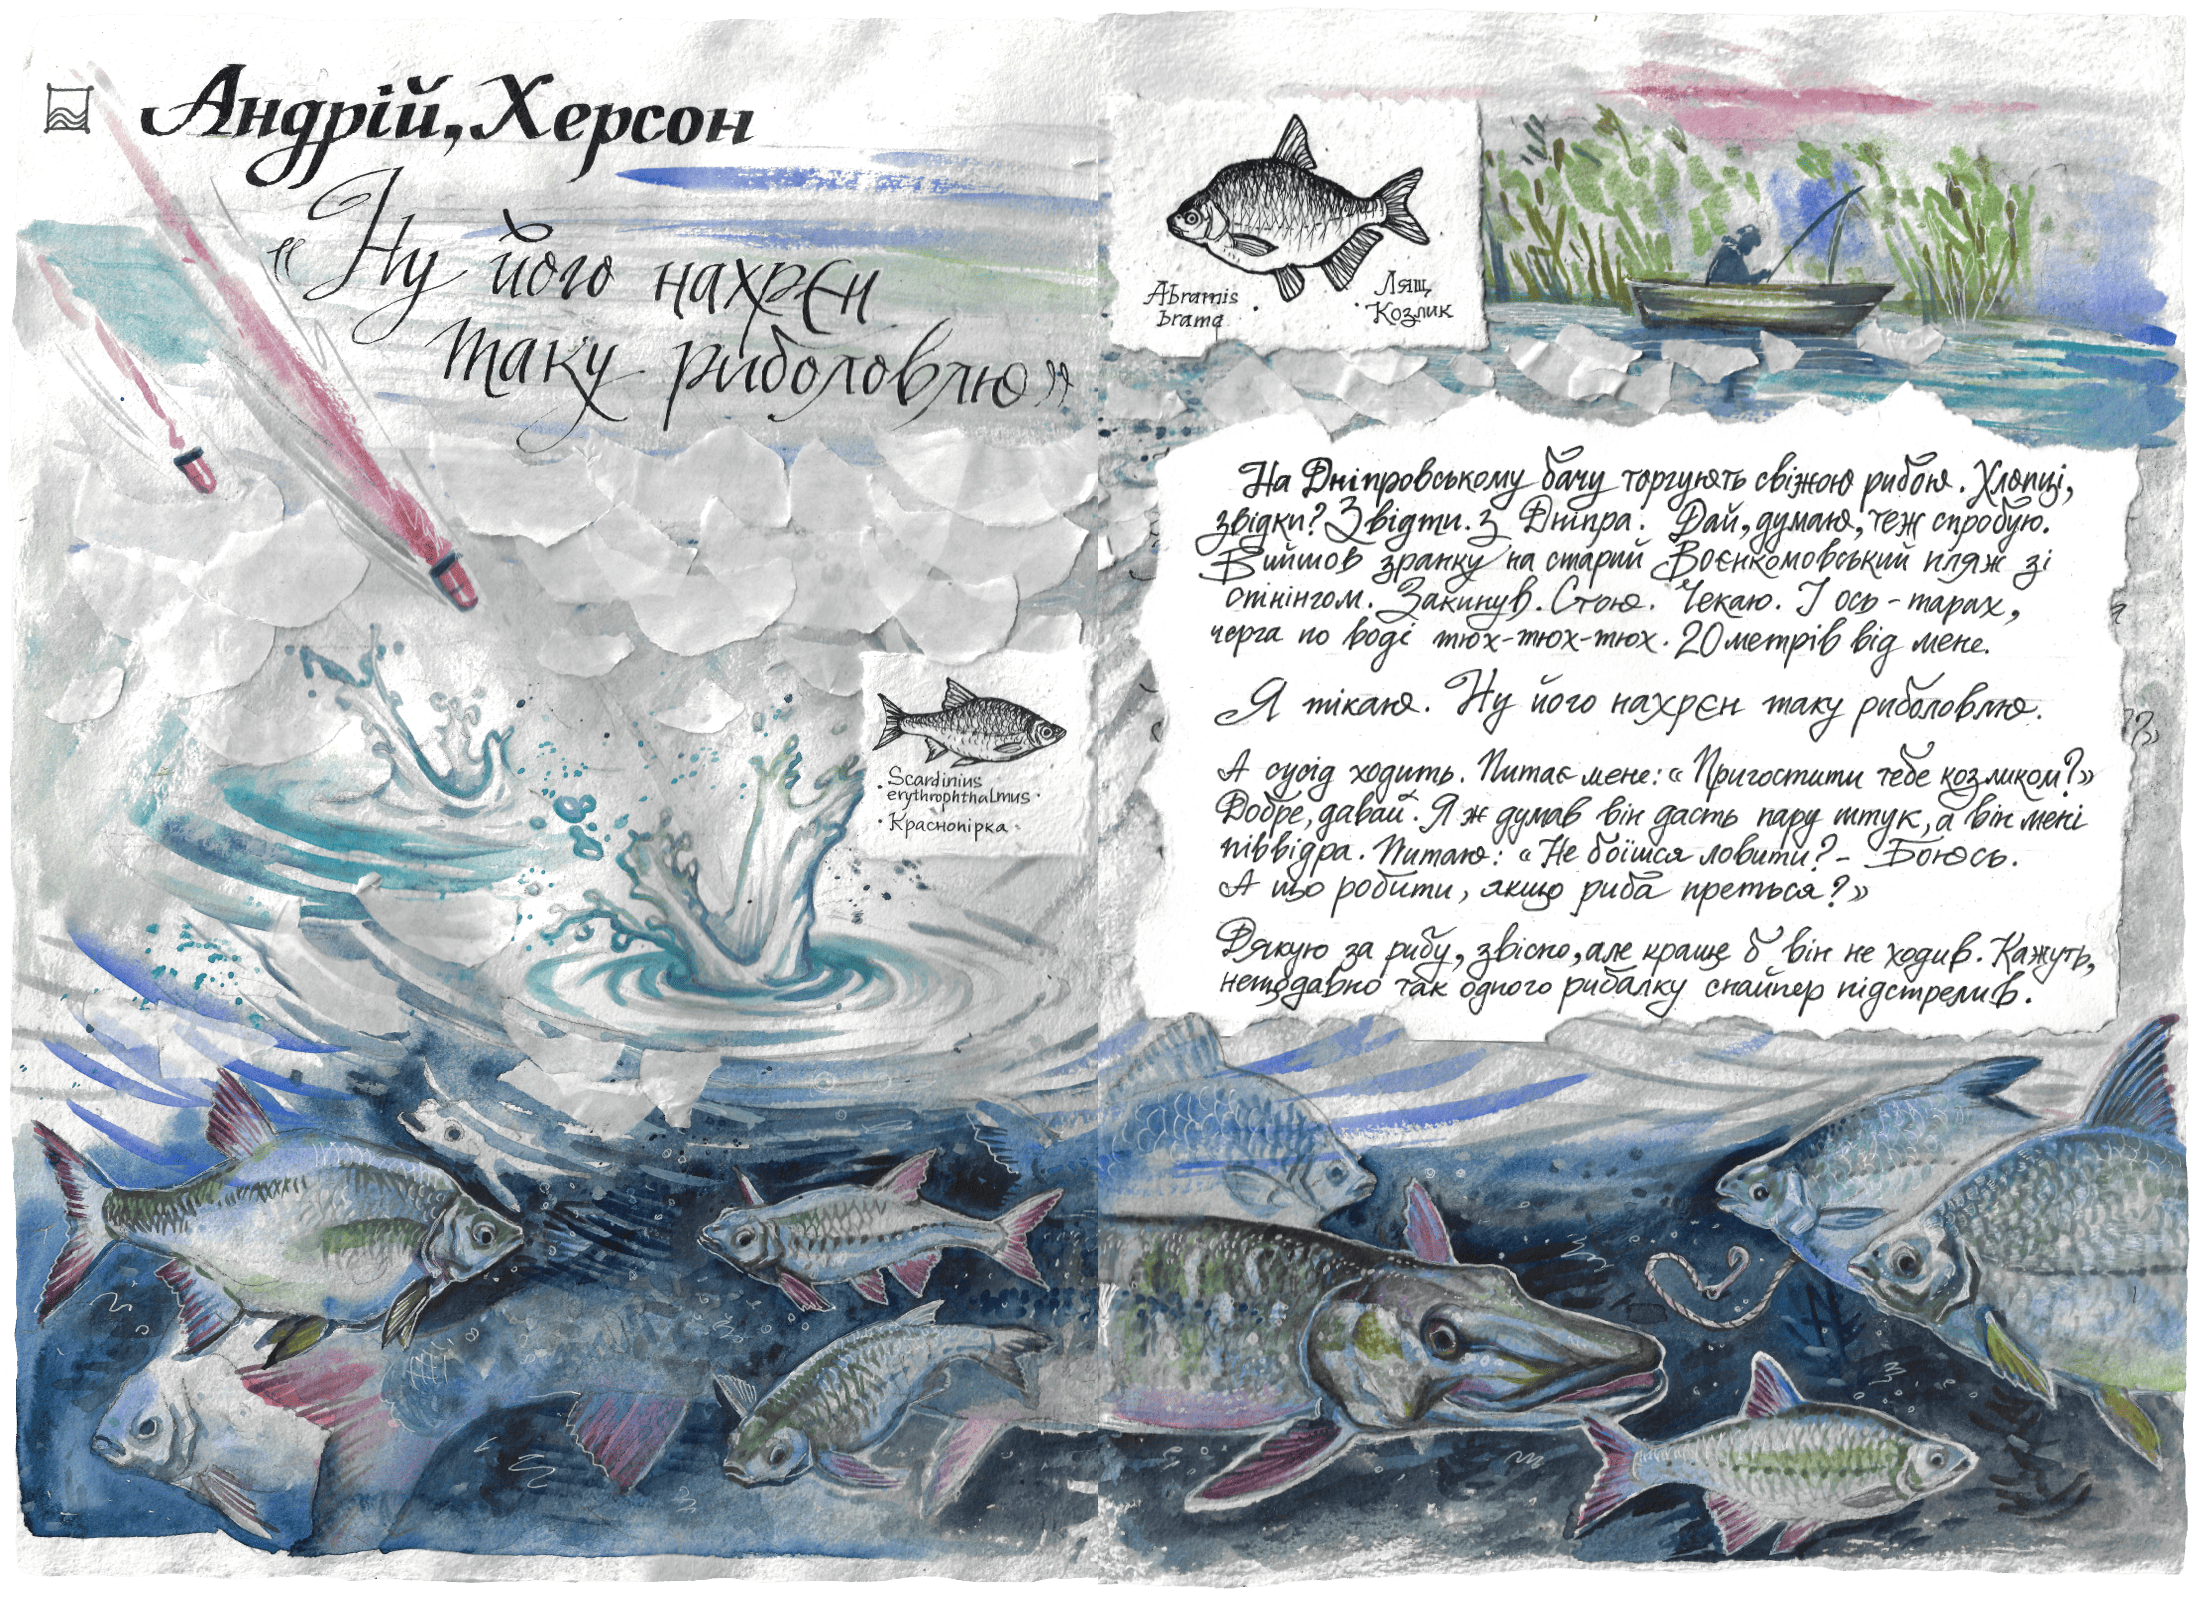 Андрій, Херсон
«Ну його нахрєн
таку риболовлю»
Scardinius
erythrophthalmus
Краснопірка
Abramis
brama
Лящ
Козлик
На Дніпровському бачу торгують свіжою рибою. Хлопці,
звідки? Звідти. З Дніпра. Дай, думаю, теж спробую.
Вийшов зранку на старий Воєнкомовський пляж зі
спінінгом. Закинув. Стою. Чекаю. І ось - тарах,
черга по воді тюх-тюх-тюх. 20 метрів від мене.
Я тікаю. Ну його нахрєн таку риболовлю.
А сусід ходить. Питає мене: «Пригостити тебе козликом?»
Добре, давай. Я ж думав він дасть пару штук, а він мені
піввідра. Питаю: «Не боїшся ловити? - Боюсь.
А що робити, якщо риба преться?»
Дякую за рибу, звісно, але краще б він не ходив. Кажуть,
нещодавно так одного рибалку снайпер підстрелив.